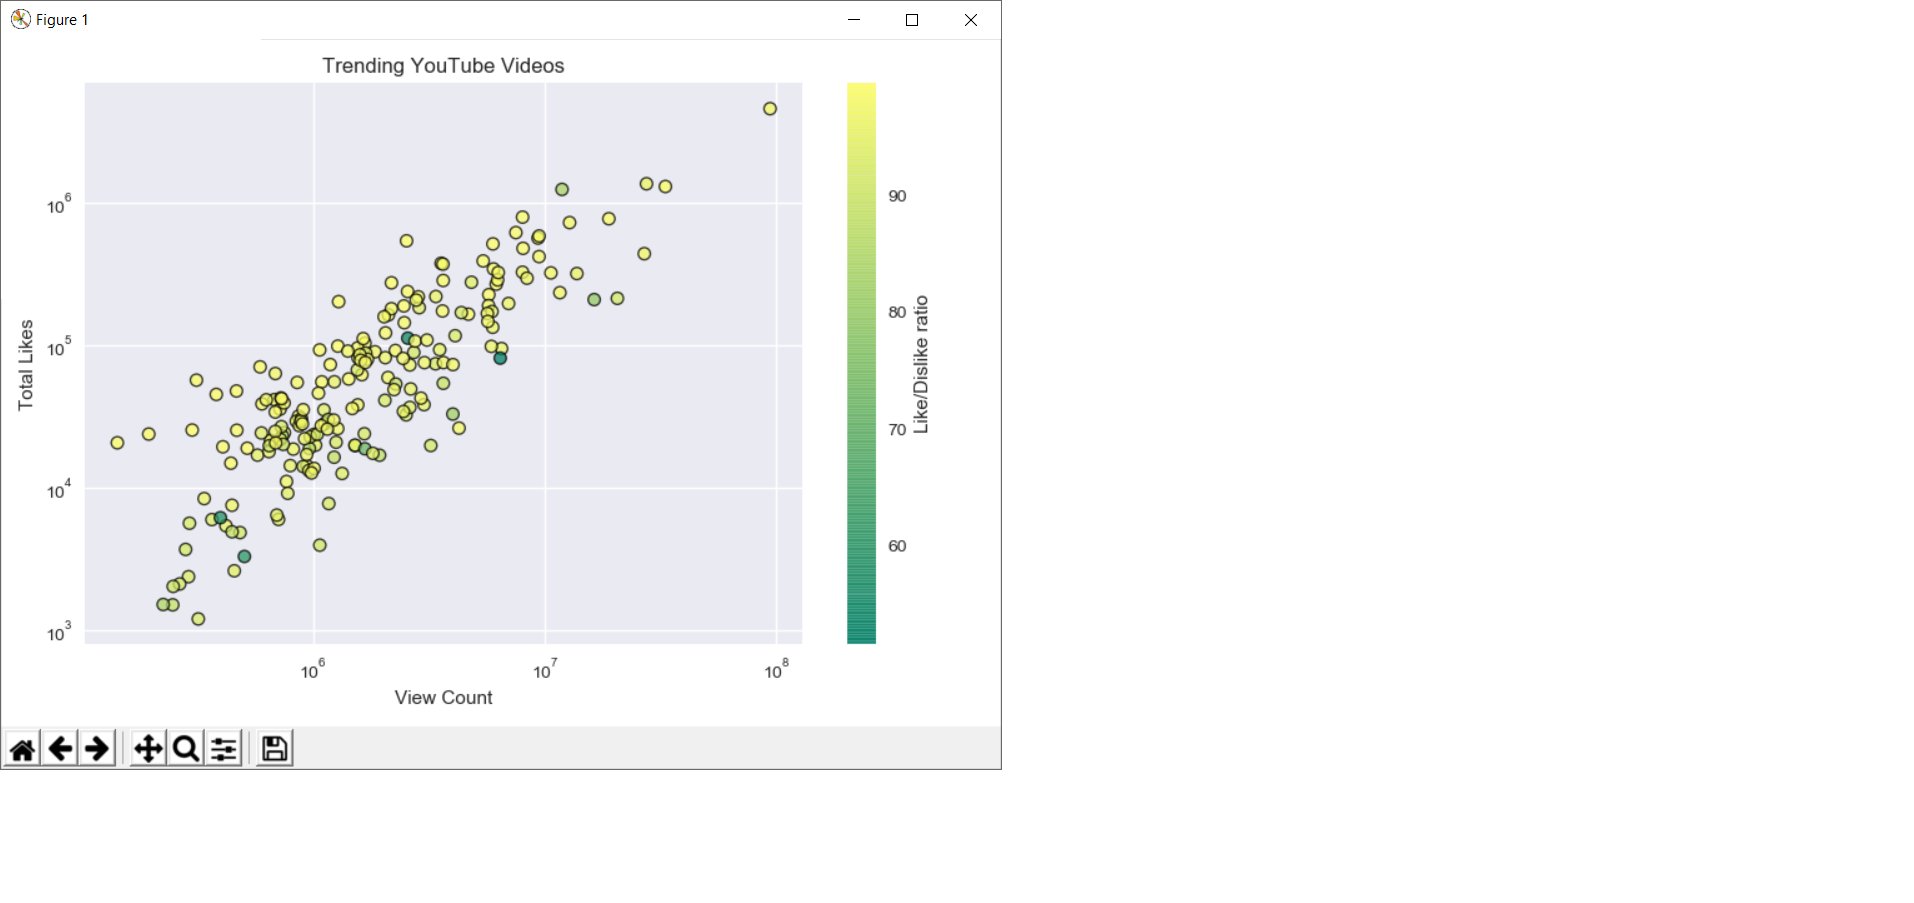 Figure 1
Trending YouTube Videos
Total Likes
10^6
10^5
10^4
10^3
10^6 10^7 10^8
View Count
90
80
70
60
Like/Dislike ratio